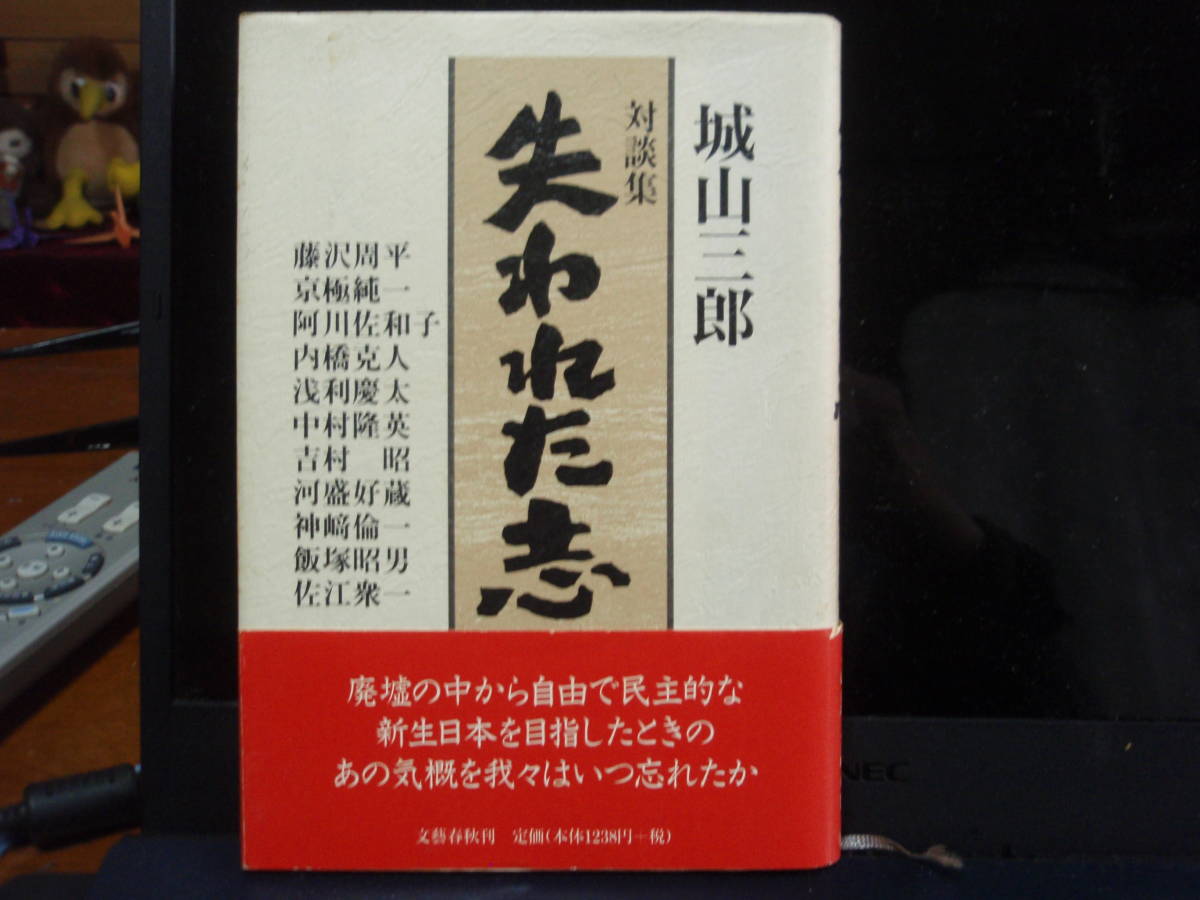 城山三郎
対談集
失われた志
藤沢周平
京極純一
阿川佐和子
内橋克人
浅利慶太
中村隆英
吉村 昭
河盛好蔵
神﨑倫一
飯塚昭男
佐江衆一
廃墟の中から自由で民主的な
新生日本を目指したときの
あの気概を我々はいつ忘れたか
文藝春秋刊 定価(本体1238円+税)
NEC